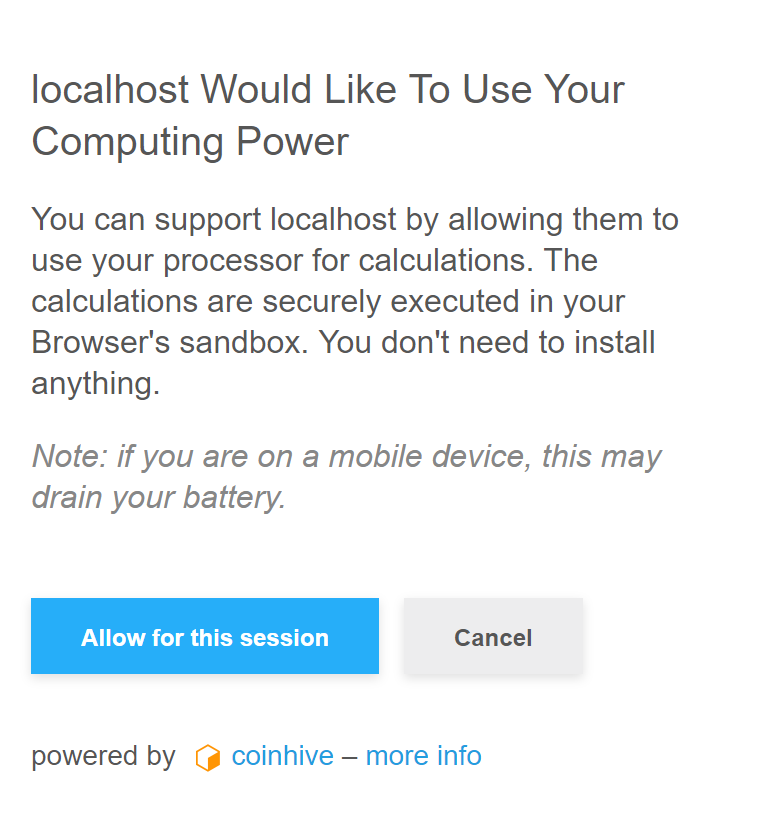 localhost Would Like To Use Your
Computing Power
You can support localhost by allowing them to
use your processor for calculations. The
calculations are securely executed in your
Browser's sandbox. You don't need to install
anything.
Note: if you are on a mobile device, this may
drain your battery.
Allow for this session Cancel
powered by coinhive – more info